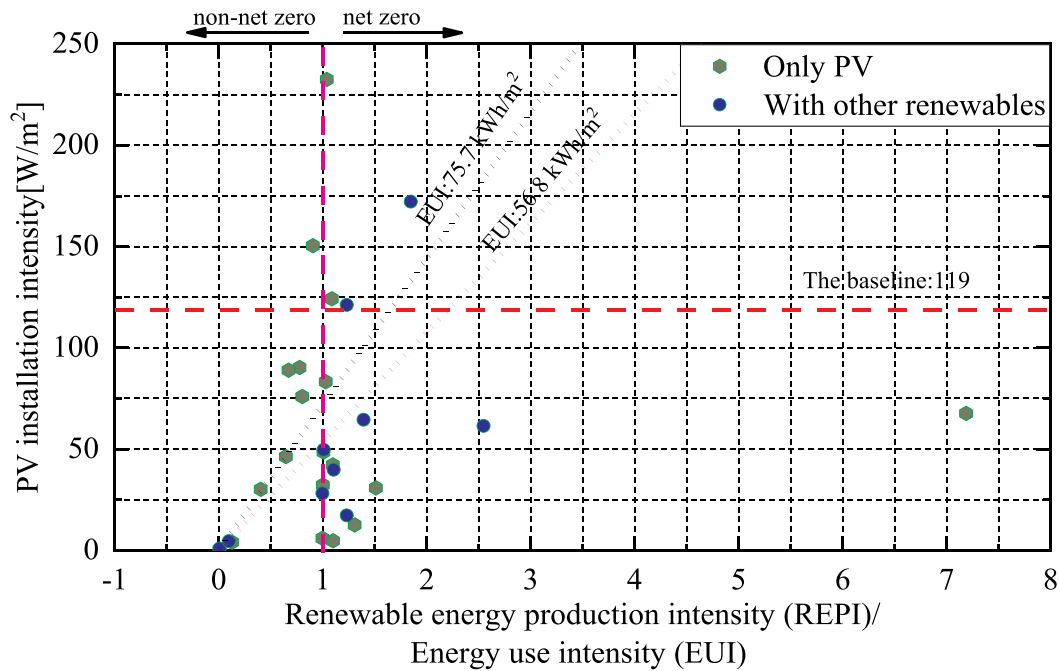 non-net zero net zero
250
200
150
100
50
0
PV installation intensity[W/m²]
Only PV
With other renewables
EUI:75.7 kWh/m²
EUI:56.8 kWh/m²
The baseline:119
-1 0 1 2 3 4 5 6 7 8
Renewable energy production intensity (REPI)/
Energy use intensity (EUI)